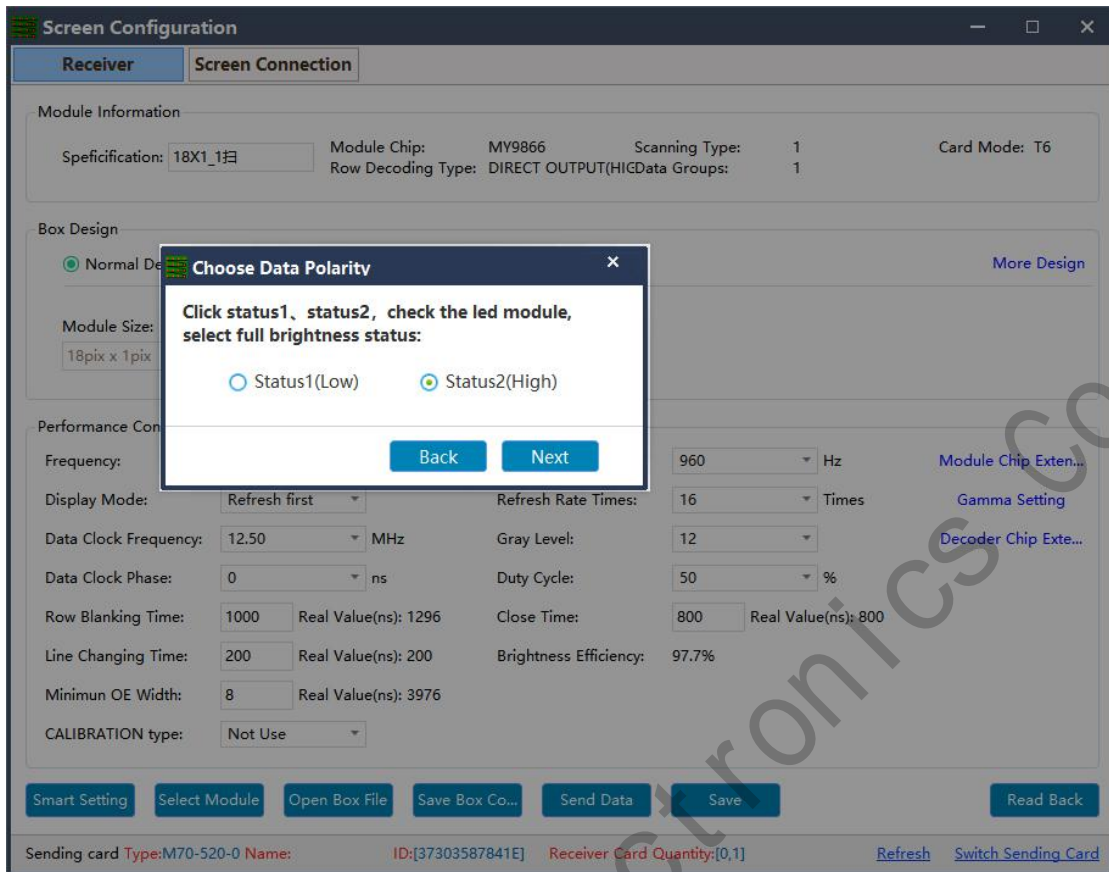 Screen Configuration
Receiver Screen Connection
Module Information
Speficification: 18X1_1扫 Module Chip: MY9866 Scanning Type: 1 Card Mode: T6
Row Decoding Type: DIRECT OUTPUT(HIG Data Groups: 1
Box Design
Normal De More Design
Choose Data Polarity
Click status1、status2, check the led module,
select full brightness status:
Module Size:
18pix x 1pix
Status1(Low) Status2(High)
Back Next
Performance Con
Frequency: 960 Hz Module Chip Exten...
Display Mode: Refresh first Refresh Rate Times: 16 Times Gamma Setting
Data Clock Frequency: 12.50 MHz Gray Level: 12 Decoder Chip Exte...
Data Clock Phase: 0 ns Duty Cycle: 50 %
Row Blanking Time: 1000 Real Value(ns): 1296 Close Time: 800 Real Value(ns): 800
Line Changing Time: 200 Real Value(ns): 200 Brightness Efficiency: 97.7%
Minimun OE Width: 8 Real Value(ns): 3976
CALIBRATION type: Not Use
Smart Setting Select Module Open Box File Save Box Co... Send Data Save Read Back
Sending card Type:M70-520-0 Name: ID:[37303587841E] Receiver Card Quantity:[0,1] Refresh Switch Sending Card
ctronics Co